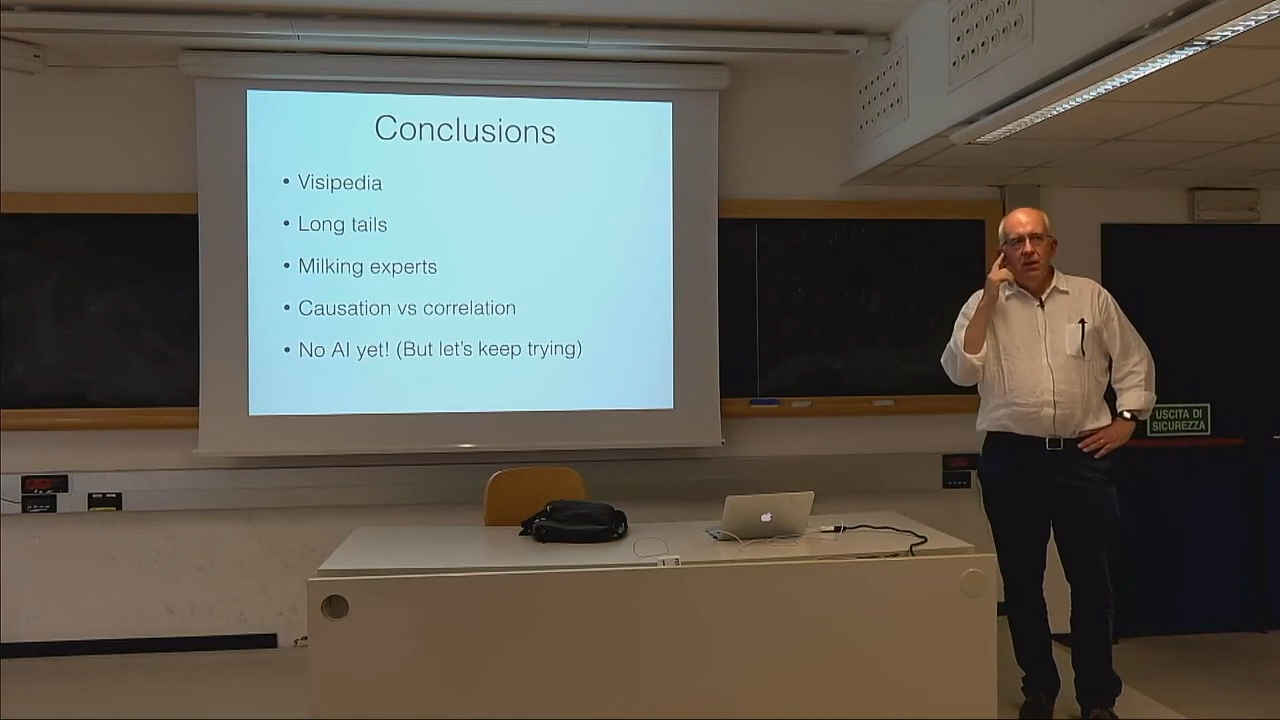 Conclusions
• Visipedia
• Long tails
• Milking experts
• Causation vs correlation
• No AI yet! (But let's keep trying)
USCITA DI
SICUREZZA